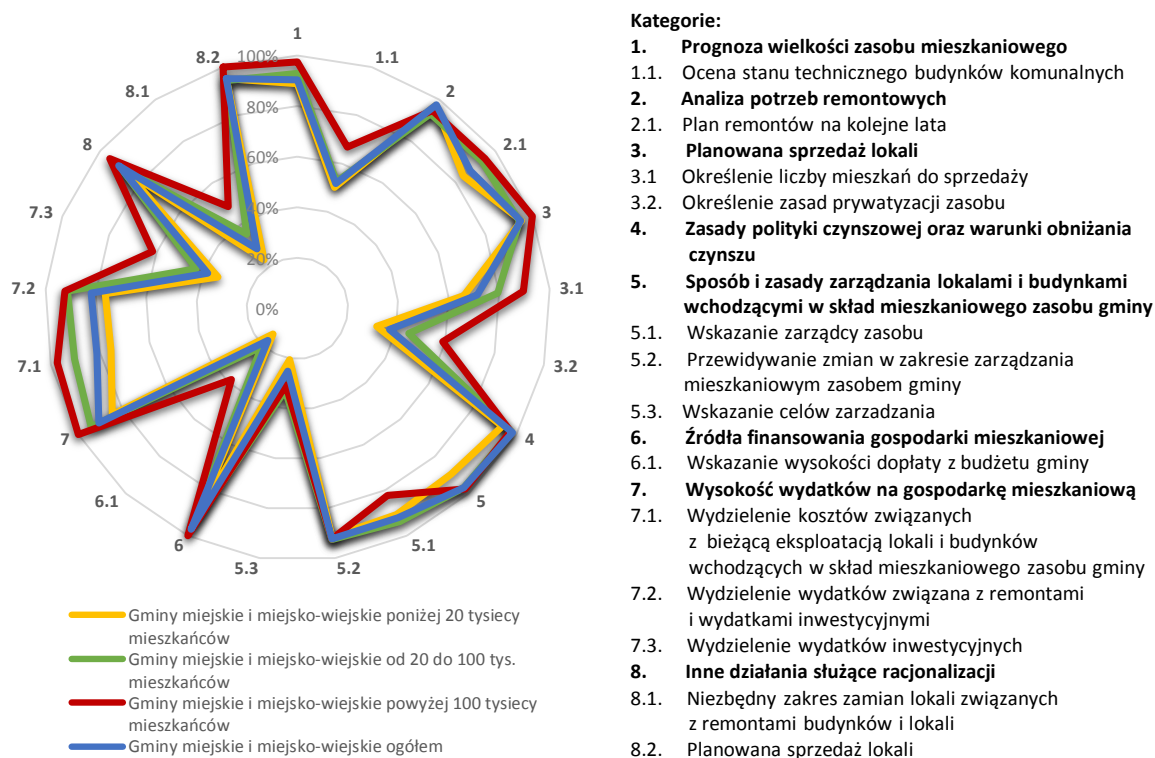 1
1.1
2
2.1
3
3.1
3.2
4
5
5.1
5.2
5.3
6
6.1
7
7.1
7.2
7.3
8
8.1
8.2
100%
80%
60%
40%
20%
0%
Gminy miejskie i miejsko-wiejskie poniżej 20 tysiecy
mieszkańców
Gminy miejskie i miejsko-wiejskie od 20 do 100 tys.
mieszkańców
Gminy miejskie i miejsko-wiejskie powyżej 100 tysiecy
mieszkańców
Gminy miejskie i miejsko-wiejskie ogółem
Kategorie:
1. Prognoza wielkości zasobu mieszkaniowego
1.1. Ocena stanu technicznego budynków komunalnych
2. Analiza potrzeb remontowych
2.1. Plan remontów na kolejne lata
3. Planowana sprzedaż lokali
3.1 Określenie liczby mieszkań do sprzedaży
3.2. Określenie zasad prywatyzacji zasobu
4. Zasady polityki czynszowej oraz warunki obniżania
czynszu
5. Sposób i zasady zarządzania lokalami i budynkami
wchodzącymi w skład mieszkaniowego zasobu gminy
5.1. Wskazanie zarządcy zasobu
5.2. Przewidywanie zmian w zakresie zarządzania
mieszkaniowym zasobem gminy
5.3. Wskazanie celów zarzadzania
6. Źródła finansowania gospodarki mieszkaniowej
6.1. Wskazanie wysokości dopłaty z budżetu gminy
7. Wysokość wydatków na gospodarkę mieszkaniową
7.1. Wydzielenie kosztów związanych
z bieżącą eksploatacją lokali i budynków
wchodzących w skład mieszkaniowego zasobu gminy
7.2. Wydzielenie wydatków związana z remontami
i wydatkami inwestycyjnymi
7.3. Wydzielenie wydatków inwestycyjnych
8. Inne działania służące racjonalizacji
8.1. Niezbędny zakres zamian lokali związanych
z remontami budynków i lokali
8.2. Planowana sprzedaż lokali